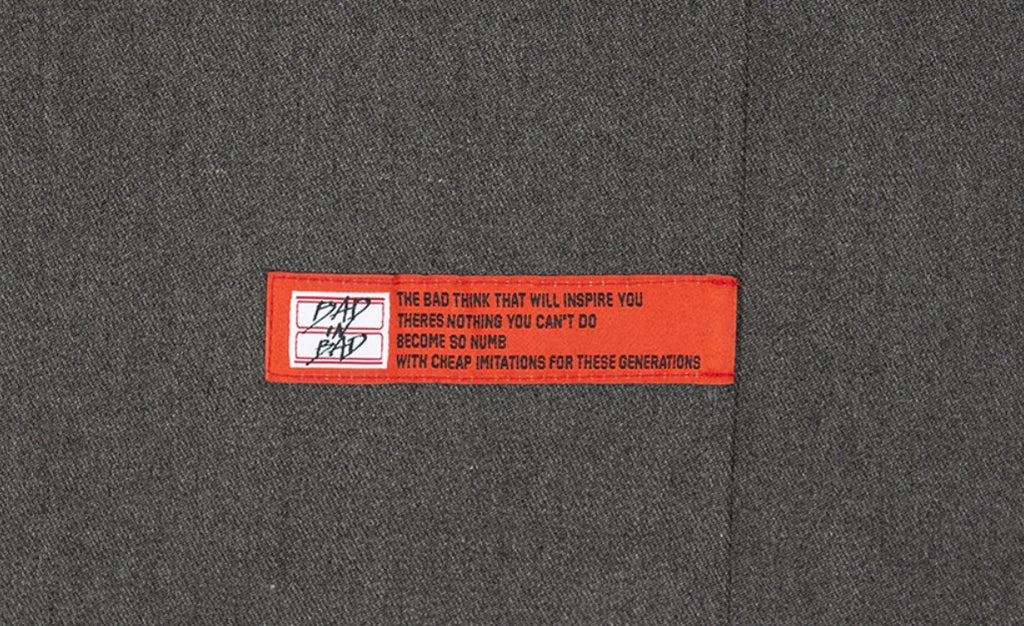 BAD
IN
BAD
THE BAD THINK THAT WILL INSPIRE YOU
THERES NOTHING YOU CAN'T DO
BECOME SO NUMB
WITH CHEAP IMITATIONS FOR THESE GENERATIONS